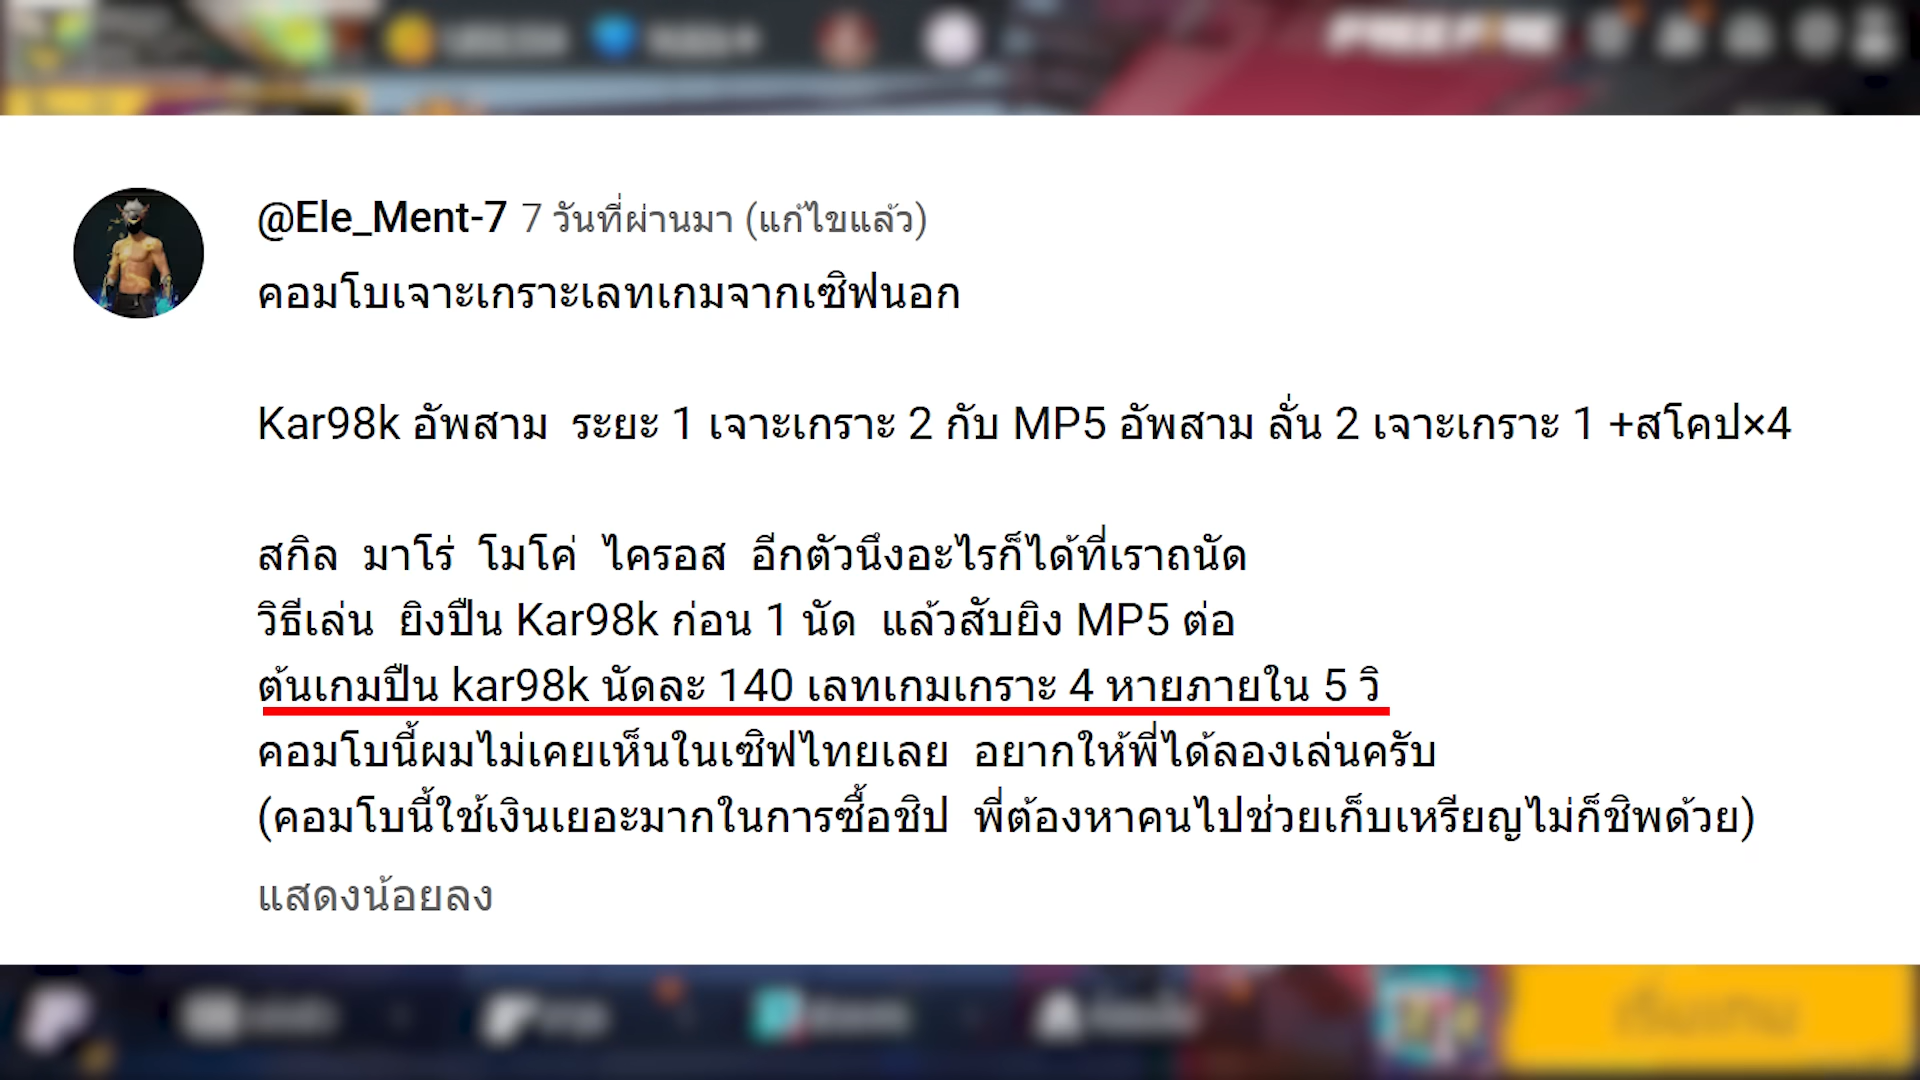 FREE FIRE
@Ele_Ment-7 7 วันที่ผ่านมา (แก้ไขแล้ว)
คอมโบเจาะเกราะเลทเกมจากเซิฟนอก
Kar98k อัพสาม ระยะ 1 เจาะเกราะ 2 กับ MP5 อัพสาม ลั่น 2 เจาะเกราะ 1 +สโคป×4
สกิล มาโร่ โมโค่ ไครอส อีกตัวนึงอะไรก็ได้ที่เราถนัด
วิธีเล่น ยิงปืน Kar98k ก่อน 1 นัด แล้วสับยิง MP5 ต่อ
ต้นเกมปืน kar98k นัดละ 140 เลทเกมเกราะ 4 หายภายใน 5 วิ
คอมโบนี้ผมไม่เคยเห็นในเซิฟไทยเลย อยากให้พี่ได้ลองเล่นครับ
(คอมโบนี้ใช้เงินเยอะมากในการซื้อชิป พี่ต้องหาคนไปช่วยเก็บเหรียญไม่ก็ชิพด้วย)
แสดงน้อยลง
เริ่มเกม